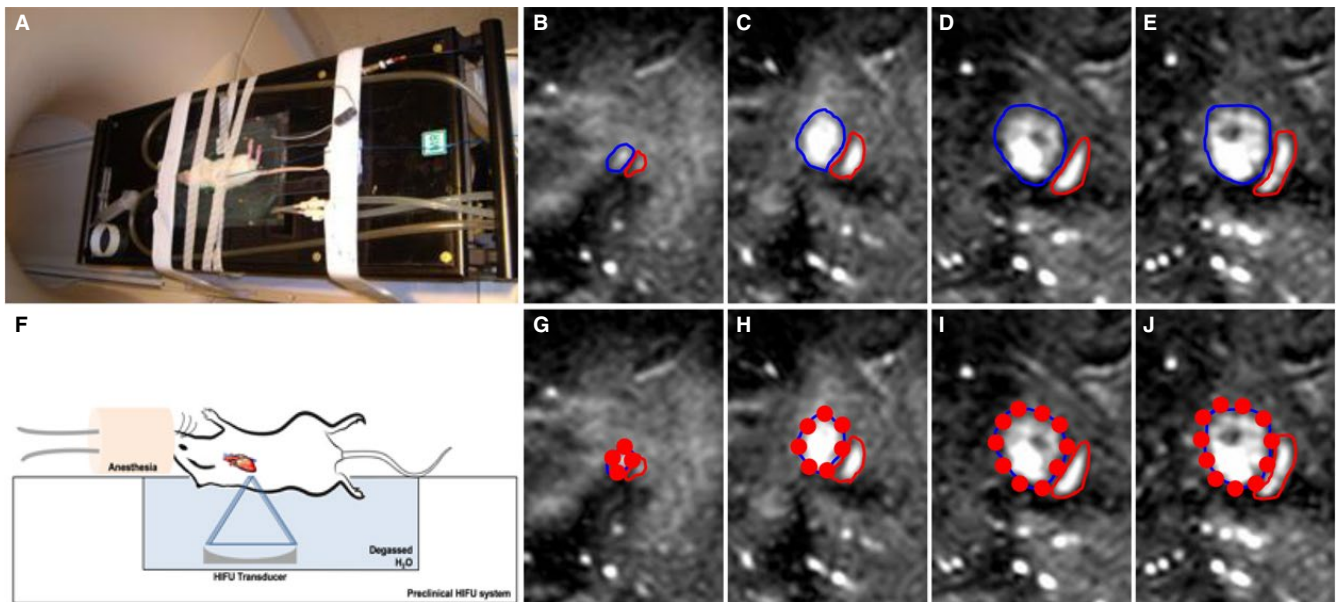 A
B
C
D
E
F
G
H
I
J
Anesthesia
Degassed
H₂O
HIFU Transducer
Preclinical HIFU system